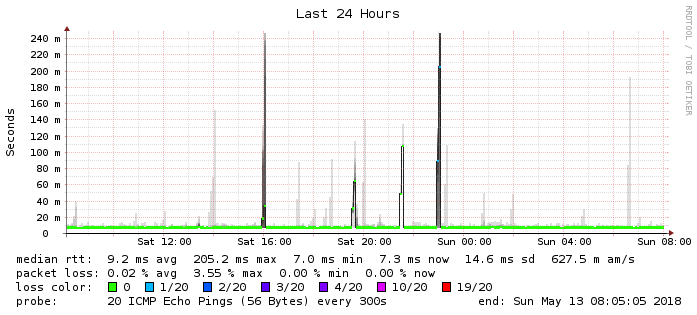 Last 24 Hours
RRDTOOL / TOBI OETIKER
Seconds
240 m
220 m
200 m
180 m
160 m
140 m
120 m
100 m
80 m
60 m
40 m
20 m
0
Sat 12:00 Sat 16:00 Sat 20:00 Sun 00:00 Sun 04:00 Sun 08:00
median rtt: 9.2 ms avg 205.2 ms max 7.0 ms min 7.3 ms now 14.6 ms sd 627.5 m am/s
packet loss: 0.02 % avg 3.55 % max 0.00 % min 0.00 % now
loss color: 0 1/20 2/20 3/20 4/20 10/20 19/20
probe: 20 ICMP Echo Pings (56 Bytes) every 300s end: Sun May 13 08:05:05 2018